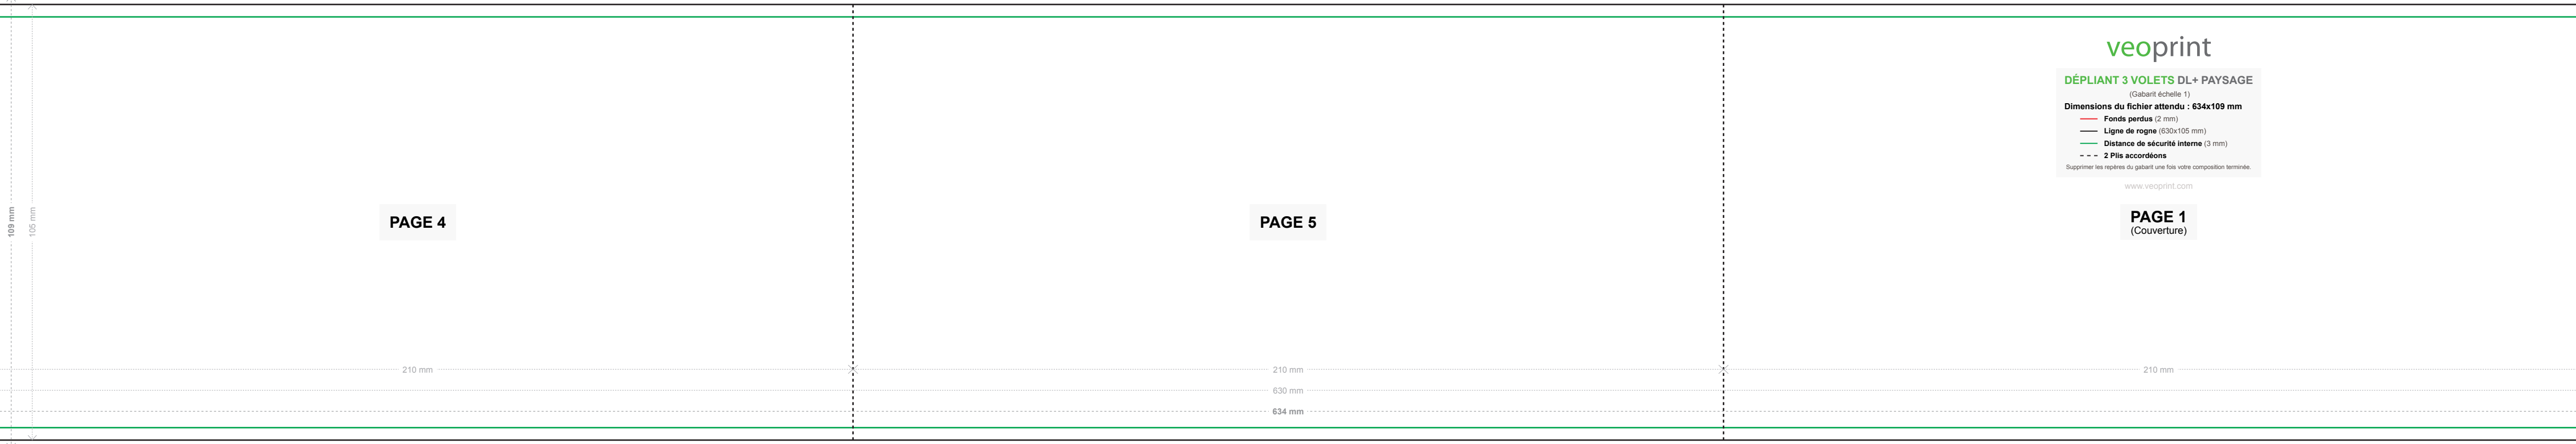 veoprint
DÉPLIANT 3 VOLETS DL+ PAYSAGE
(Gabarit échelle 1)
Dimensions du fichier attendu : 634x109 mm
Fonds perdus (2 mm)
Ligne de rogne (630x105 mm)
Distance de sécurité interne (3 mm)
2 Plis accordéons
Supprimer les repères du gabarit une fois votre composition terminée.
www.veoprint.com
109 mm
105 mm
PAGE 4
PAGE 5
PAGE 1
(Couverture)
210 mm
210 mm
210 mm
630 mm
634 mm